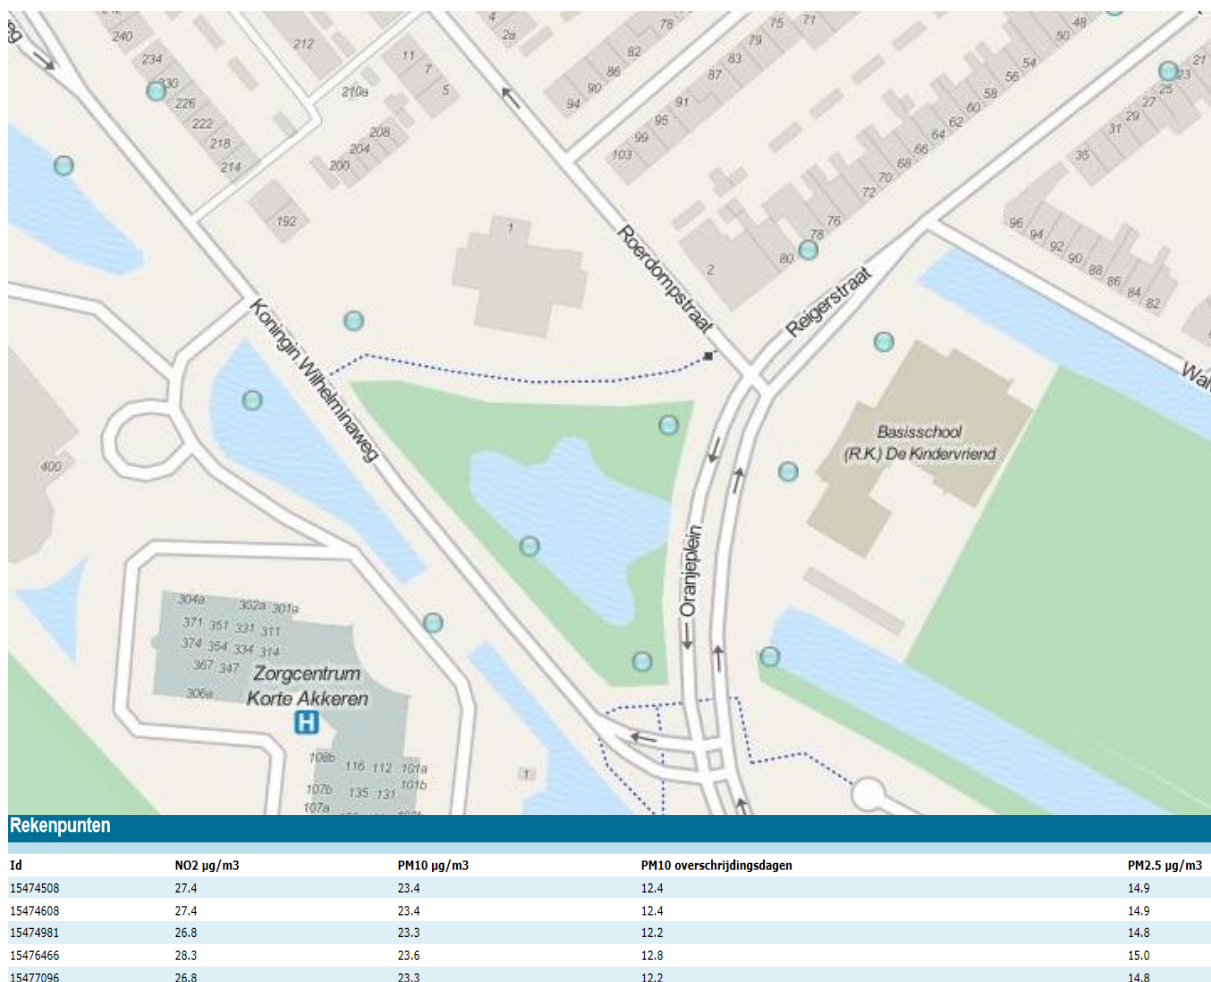 eg
240
234
230
226
222
218
214
212
210a
11
7
5
208
204
200
192
4
2a
78
82
86
90
94
75
71
79
83
87
91
95
99
103
48
50
54
56
58
60
62
64
66
68
70
72
76
78
80
2
1
21
23
25
27
29
31
35
96
94
92
90
88
86
84
82
Roerdompstraat
Reigerstraat
Koningin Wilhelminaweg
Wal
Basisschool
(R.K.) De Kindervriend
Oranjeplein
400
304a 302a 301a
371 351 331 311
374 354 334 314
367 347
306a
Zorgcentrum
Korte Akkeren
H
108b 116 112 101a
107b 135 131 101b
107a
1
Rekenpunten
Id NO2 µg/m3 PM10 µg/m3 PM10 overschrijdingsdagen PM2.5 µg/m3
15474508 27.4 23.4 12.4 14.9
15474608 27.4 23.4 12.4 14.9
15474981 26.8 23.3 12.2 14.8
15476466 28.3 23.6 12.8 15.0
15477096 26.8 23.3 12.2 14.8